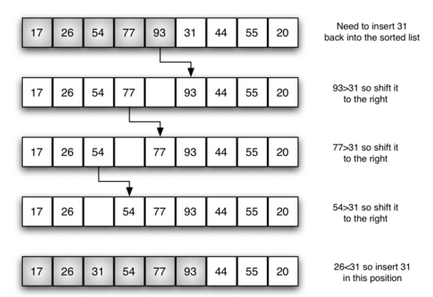 17 26 54 77 93 31 44 55 20
Need to insert 31
back into the sorted list
17 26 54 77 93 44 55 20
93>31 so shift it
to the right
17 26 54 77 93 44 55 20
77>31 so shift it
to the right
17 26 54 77 93 44 55 20
54>31 so shift it
to the right
17 26 31 54 77 93 44 55 20
26<31 so insert 31
in this position